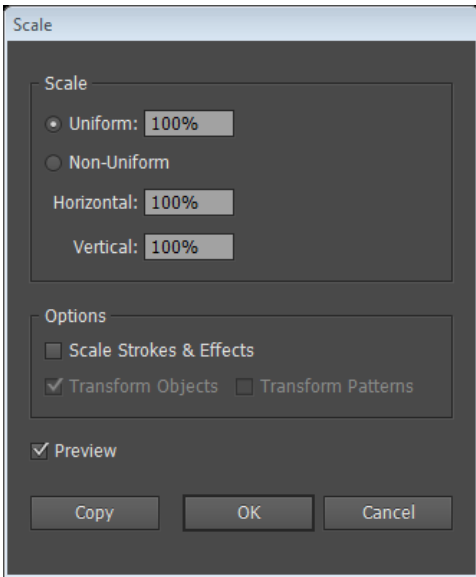 Scale
Scale
Uniform: 100%
Non-Uniform
Horizontal: 100%
Vertical: 100%
Options
Scale Strokes & Effects
Transform Objects Transform Patterns
Preview
Copy OK Cancel